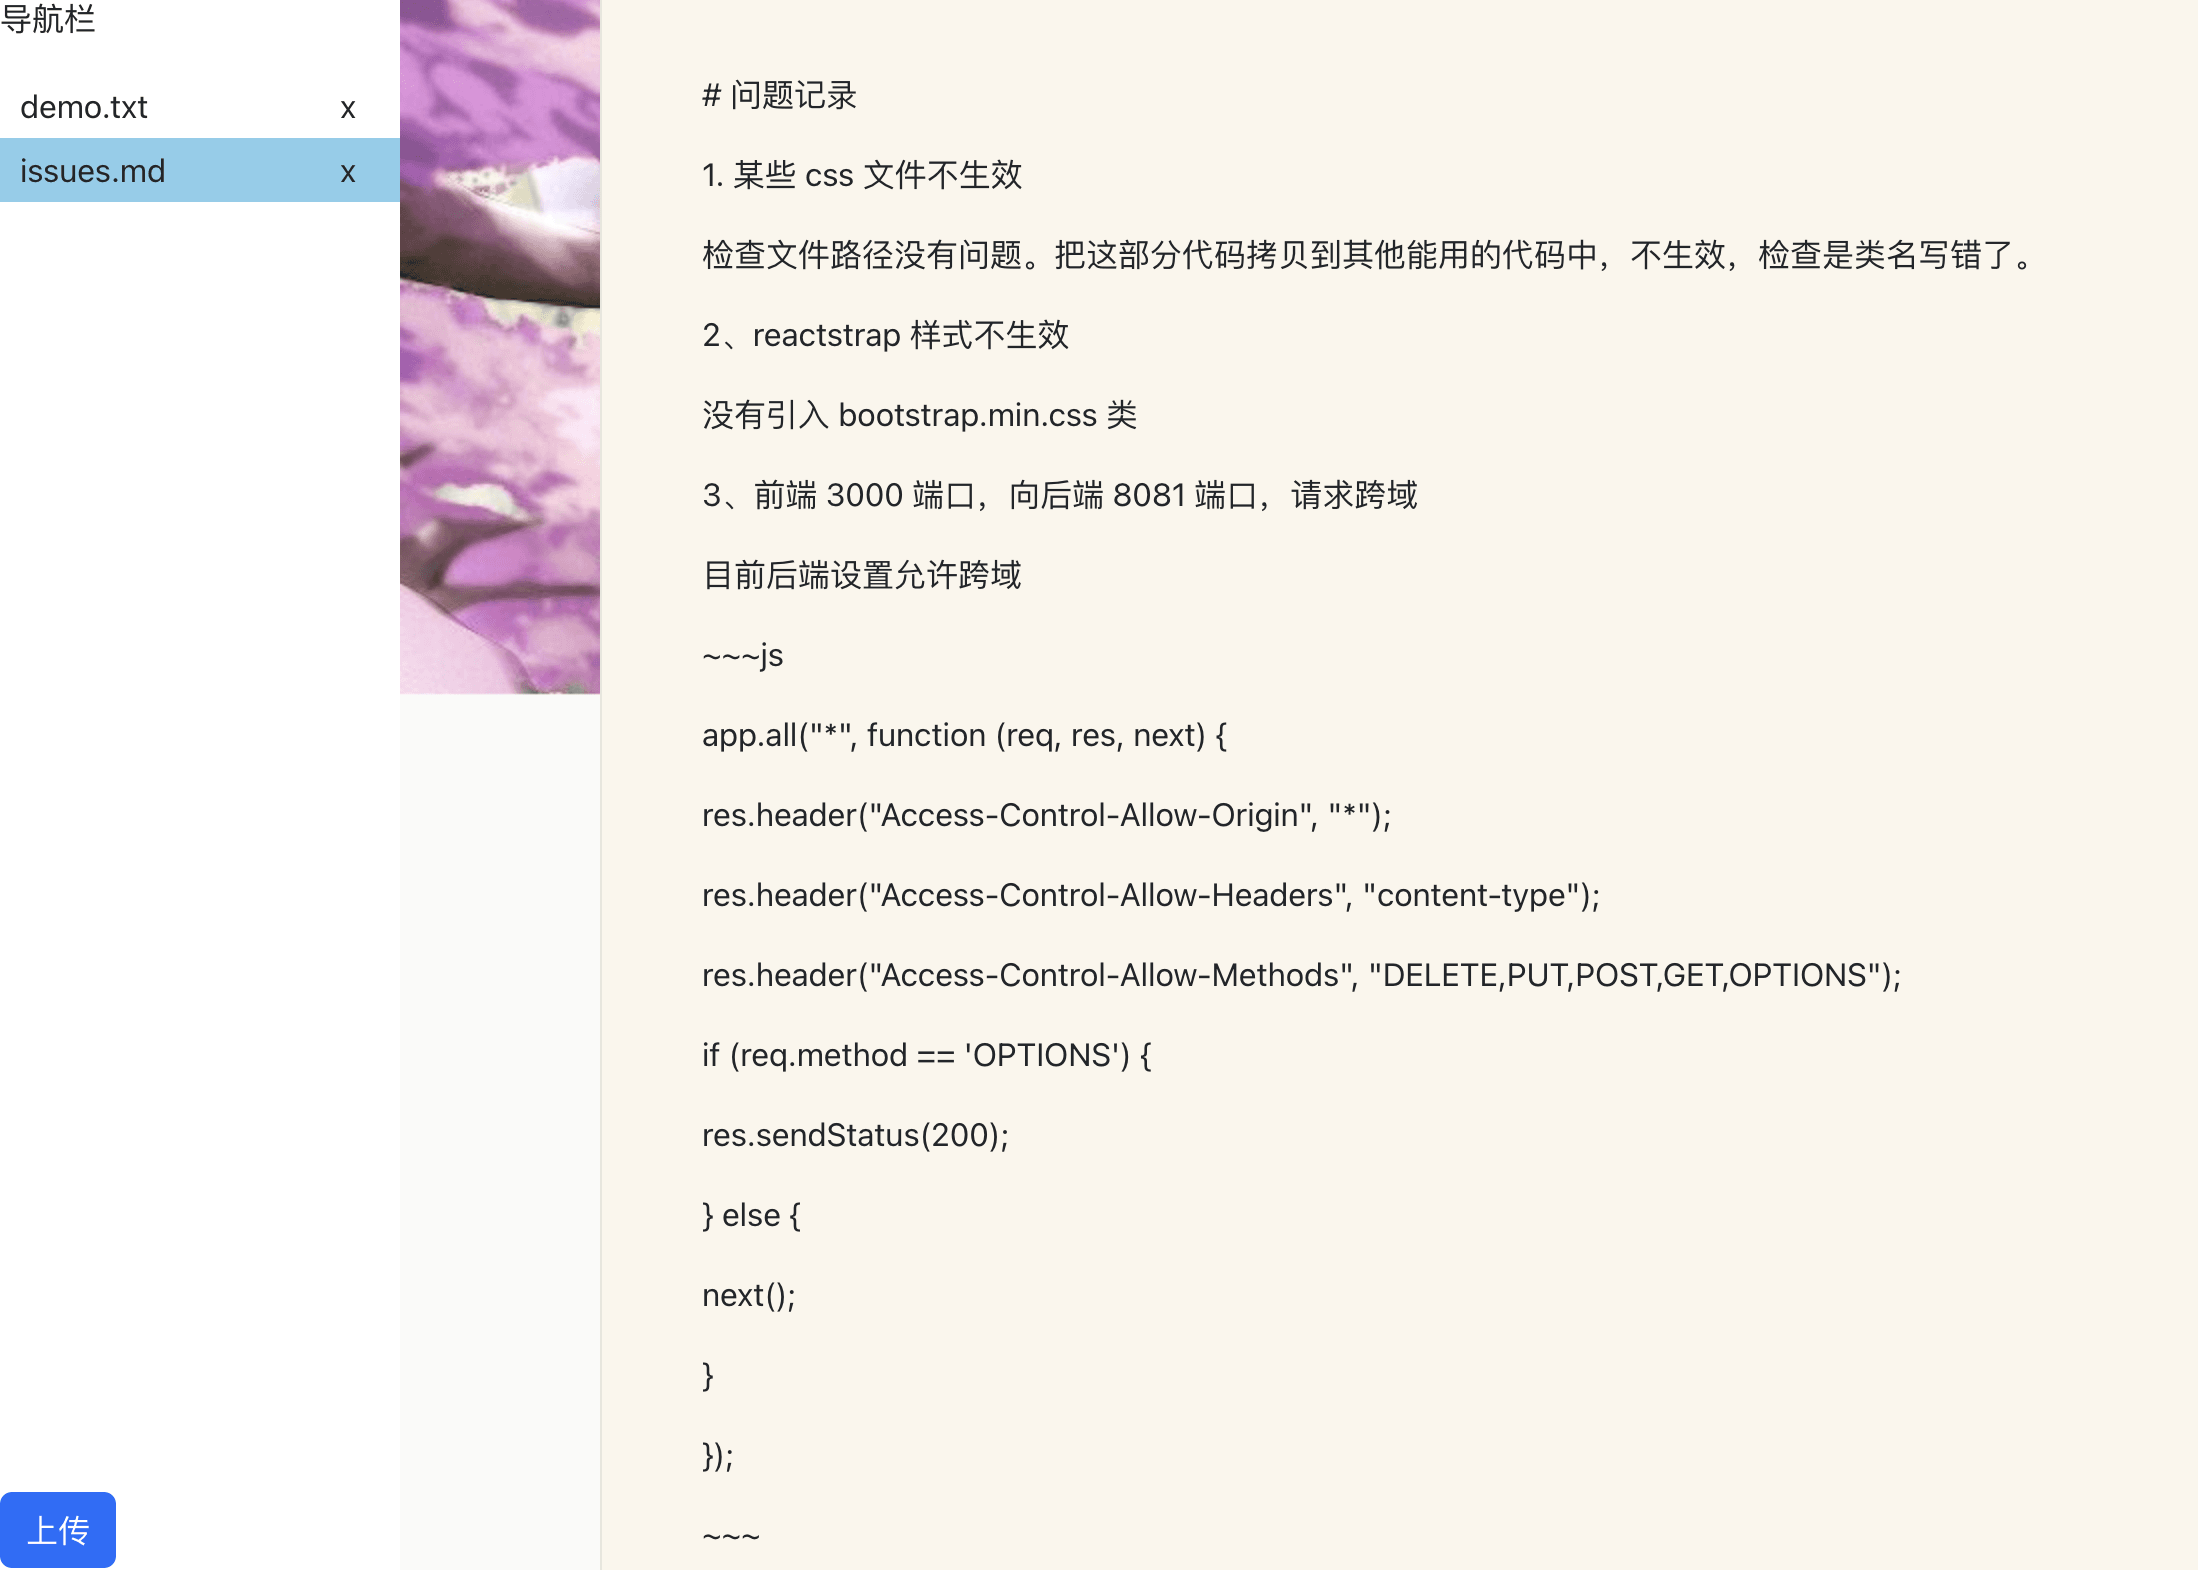 导航栏
demo.txt x
issues.md x
上传
# 问题记录
1. 某些 css 文件不生效
检查文件路径没有问题。把这部分代码拷贝到其他能用的代码中，不生效，检查是类名写错了。
2、reactstrap 样式不生效
没有引入 bootstrap.min.css 类
3、前端 3000 端口，向后端 8081 端口，请求跨域
目前后端设置允许跨域
~~~js
app.all("*", function (req, res, next) {
res.header("Access-Control-Allow-Origin", "*");
res.header("Access-Control-Allow-Headers", "content-type");
res.header("Access-Control-Allow-Methods", "DELETE,PUT,POST,GET,OPTIONS");
if (req.method == 'OPTIONS') {
res.sendStatus(200);
} else {
next();
}
});
~~~